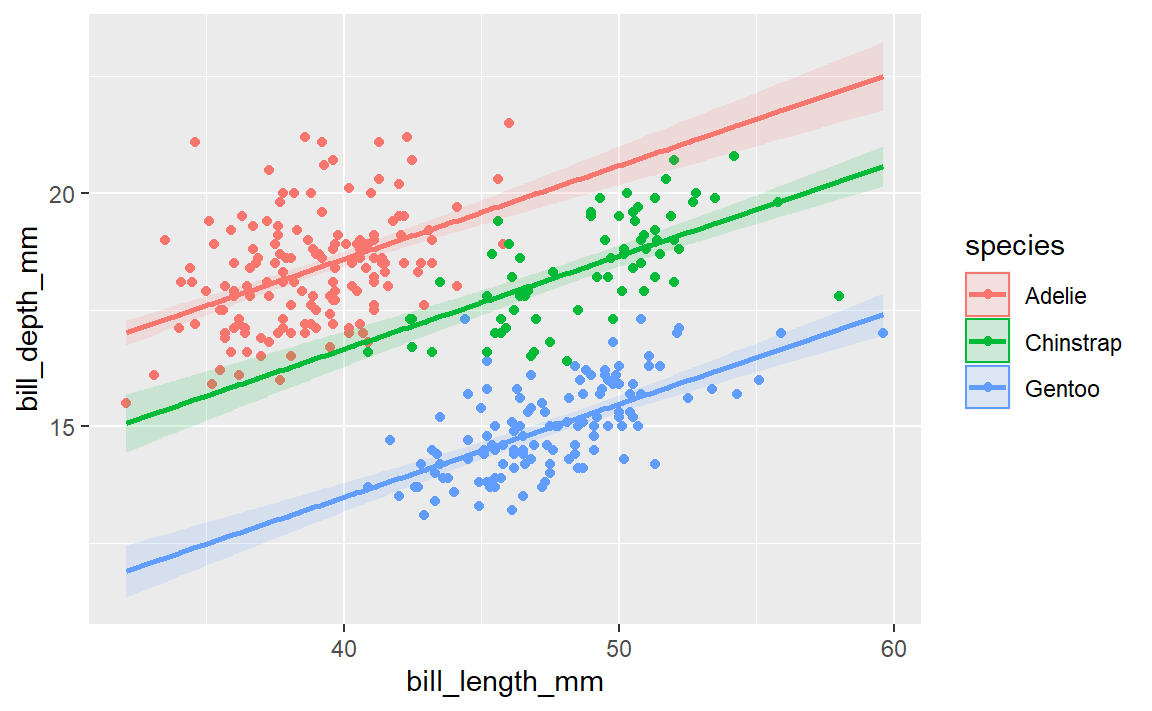 20
15
bill_depth_mm
40 50 60
bill_length_mm
species
Adelie
Chinstrap
Gentoo